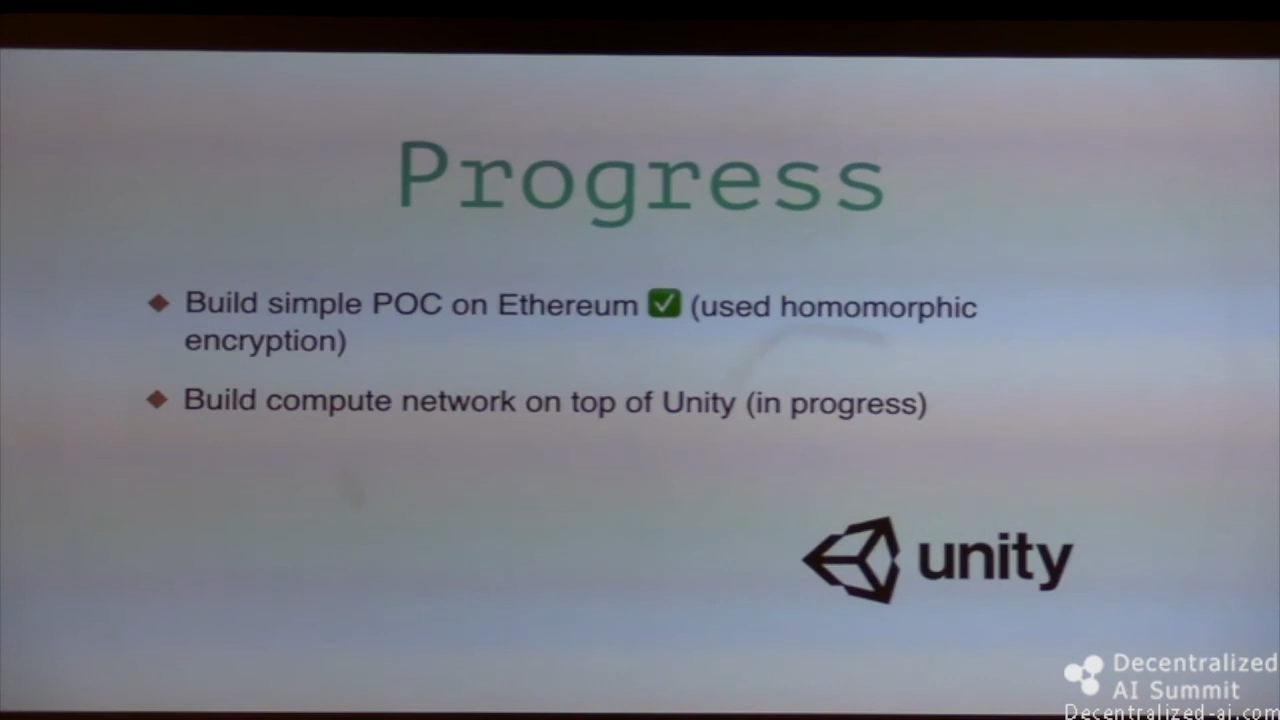 Progress
◆ Build simple POC on Ethereum ✅ (used homomorphic
encryption)
◆ Build compute network on top of Unity (in progress)
unity
Decentralized
AI Summit
Decentralized-ai.com